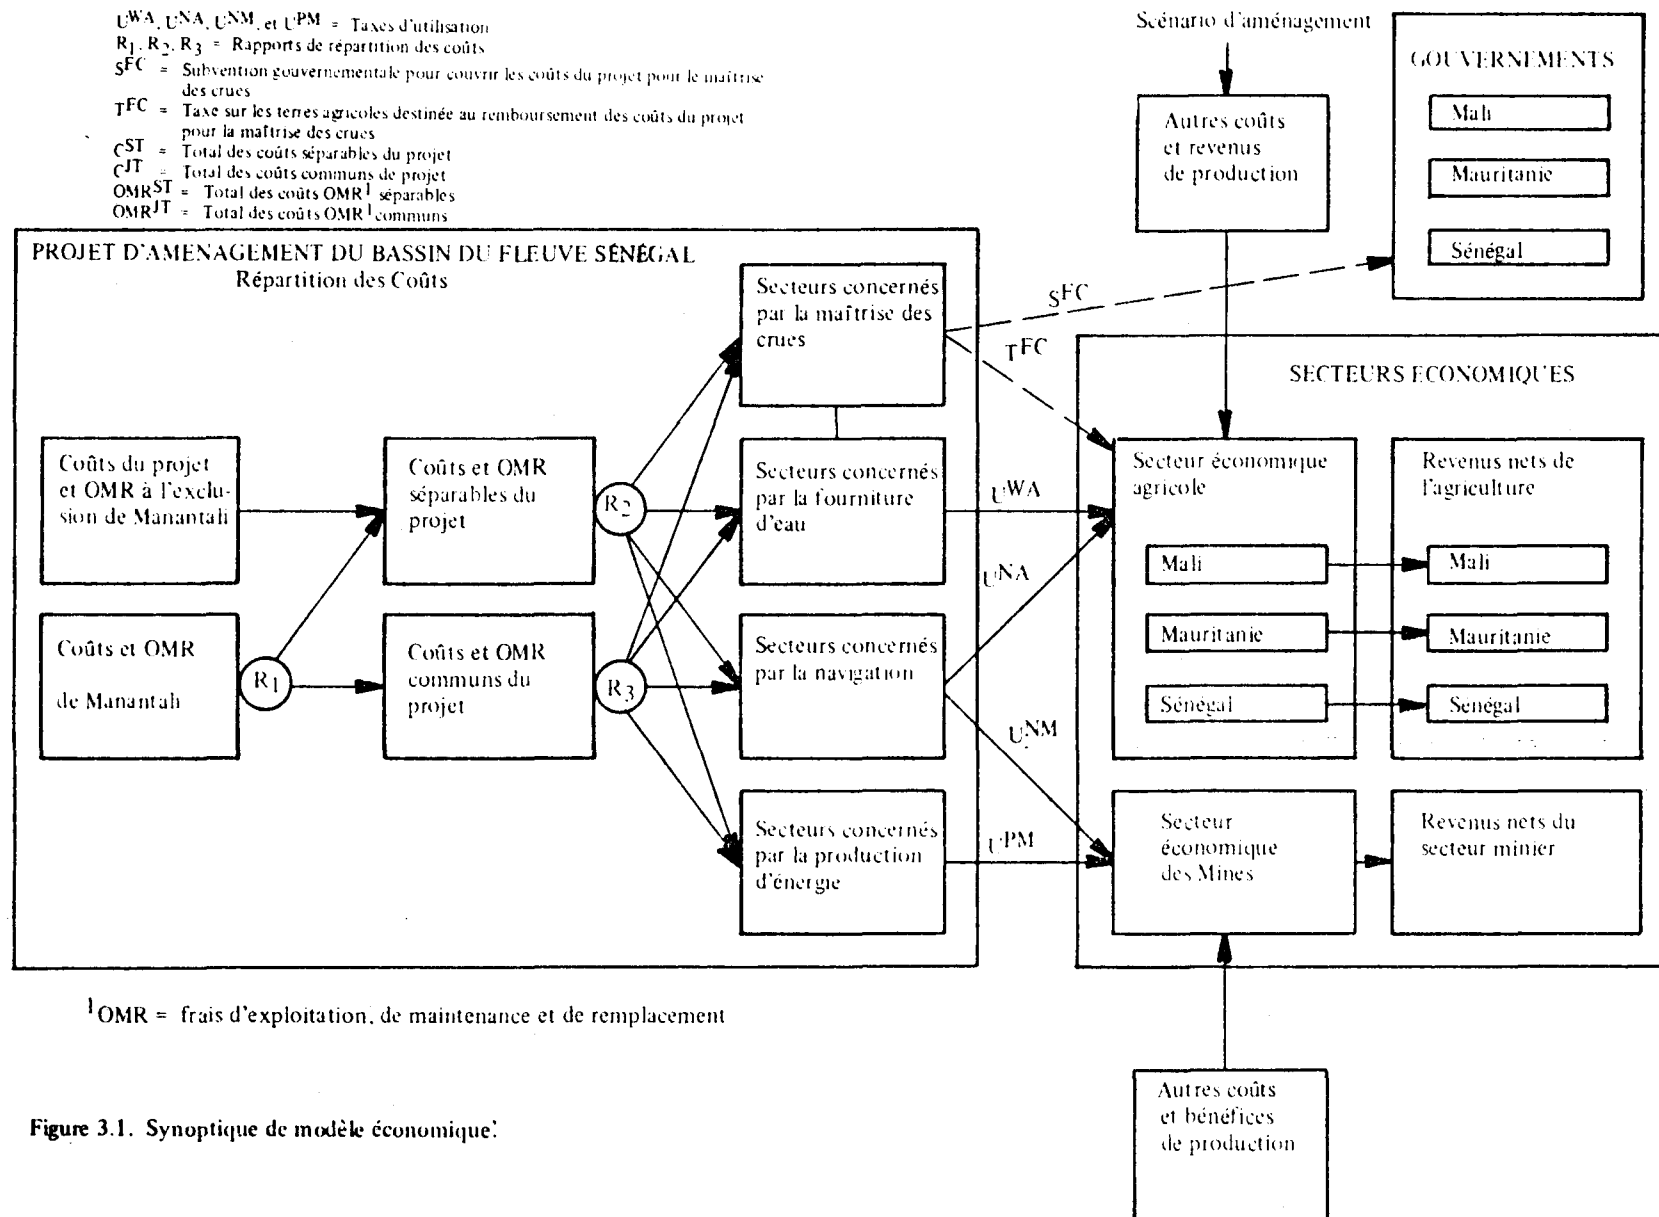 U^WA, U^NA, U^NM, et U^PM = Taxes d'utilisation
R1, R2, R3 = Rapports de répartition des coûts
S^FC = Subvention gouvernementale pour couvrir les coûts du projet pour le maîtrise
des crues
T^FC = Taxe sur les terres agricoles destinée au remboursement des coûts du projet
pour la maîtrise des crues
C^ST = Total des coûts séparables du projet
C^JT = Total des coûts communs de projet
OMR^ST = Total des coûts OMR^1 séparables
OMR^JT = Total des coûts OMR^1 communs
Scénario d'aménagement
Autres coûts
et revenus
de production
GOUVERNEMENTS
Mali
Mauritanie
Sénégal
PROJET D'AMENAGEMENT DU BASSIN DU FLEUVE SÉNÉGAL
Répartition des Coûts
Coûts du projet
et OMR à l'exclu-
sion de Manantali
Coûts et OMR
de Manantali
R1
Coûts et OMR
séparables du
projet
Coûts et OMR
communs du
projet
R2
R3
Secteurs concernés
par la maîtrise des
crues
Secteurs concernés
par la fourniture
d'eau
Secteurs concernés
par la navigation
Secteurs concernés
par la production
d'énergie
S^FC
T^FC
U^WA
U^NA
U^NM
U^PM
SECTEURS ECONOMIQUES
Secteur économique
agricole
Mali
Mauritanie
Sénégal
Revenus nets de
l'agriculture
Mali
Mauritanie
Sénégal
Secteur
économique
des Mines
Revenus nets du
secteur minier
Autres coûts
et bénéfices
de production
^1OMR = frais d'exploitation, de maintenance et de remplacement
Figure 3.1. Synoptique de modèle économique.